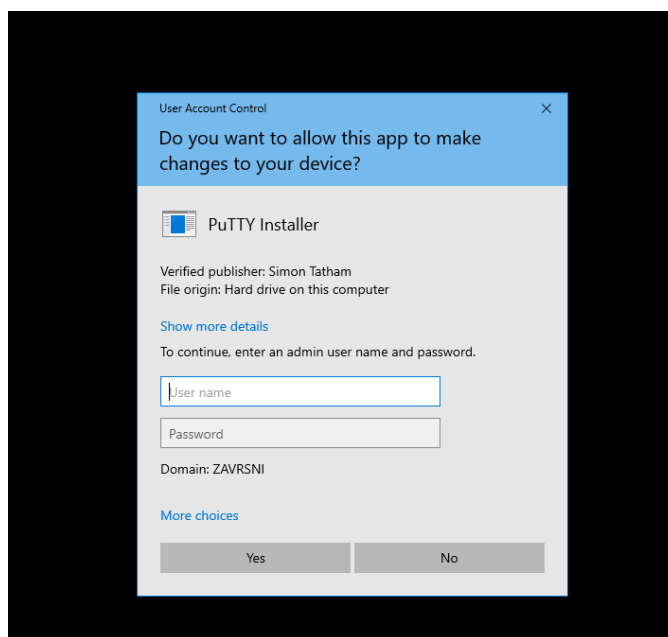 User Account Control
Do you want to allow this app to make
changes to your device?
PuTTY Installer
Verified publisher: Simon Tatham
File origin: Hard drive on this computer
Show more details
To continue, enter an admin user name and password.
User name
Password
Domain: ZAVRSNI
More choices
Yes
No